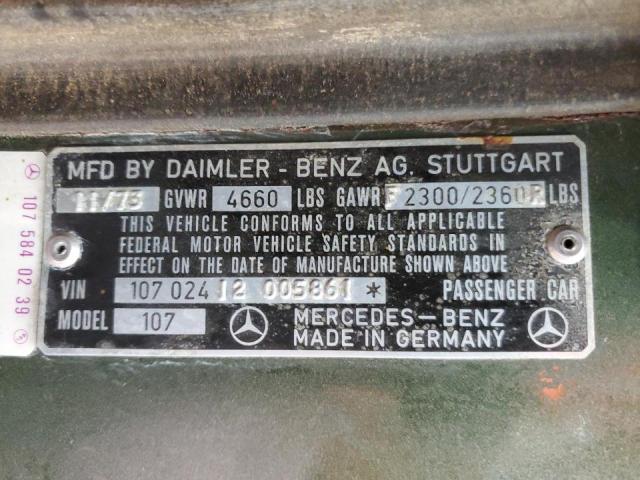 MFD BY DAIMLER - BENZ AG. STUTTGART
11/73 GVWR 4660 LBS GAWR F 2300/2360 R LBS
THIS VEHICLE CONFORMS TO ALL APPLICABLE
FEDERAL MOTOR VEHICLE SAFETY STANDARDS IN
EFFECT ON THE DATE OF MANUFACTURE SHOWN ABOVE
VIN 107 024 12 005861 * PASSENGER CAR
MODEL 107 MERCEDES-BENZ
MADE IN GERMANY
107 584 02 39